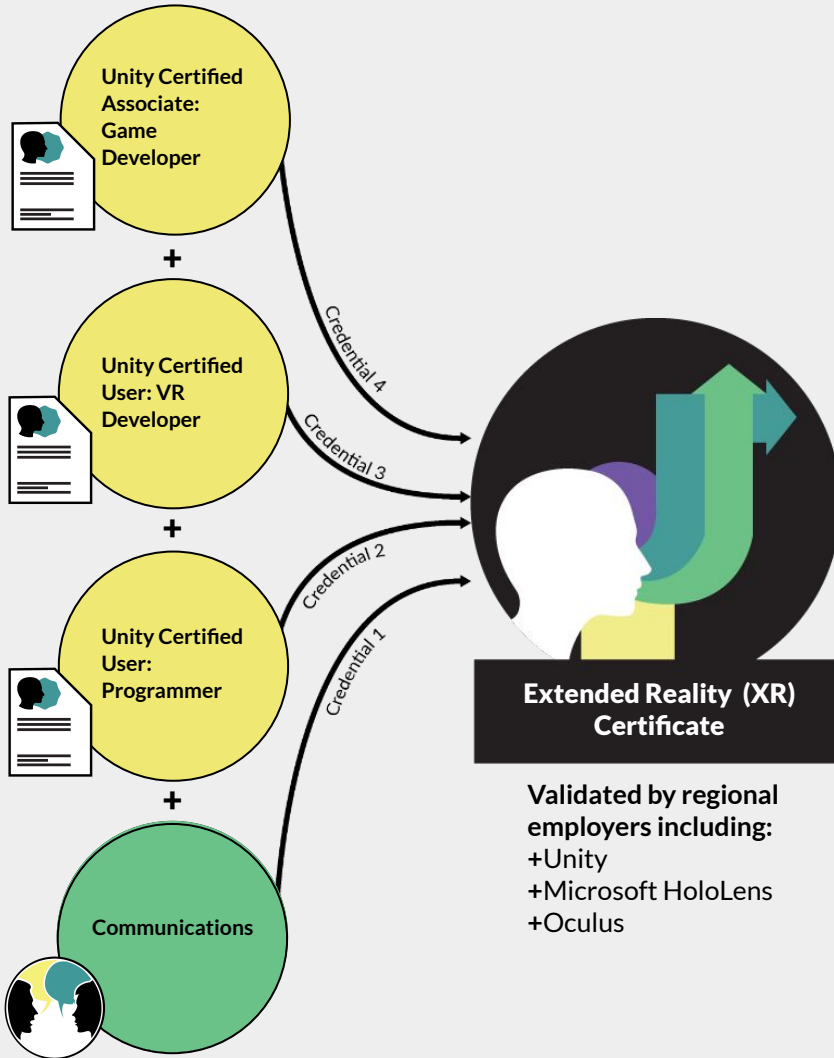 Unity Certified
Associate:
Game
Developer
+
Unity Certified
User: VR
Developer
+
Unity Certified
User:
Programmer
+
Communications
Credential 4
Credential 3
Credential 2
Credential 1
Extended Reality (XR)
Certificate
Validated by regional
employers including:
+Unity
+Microsoft HoloLens
+Oculus